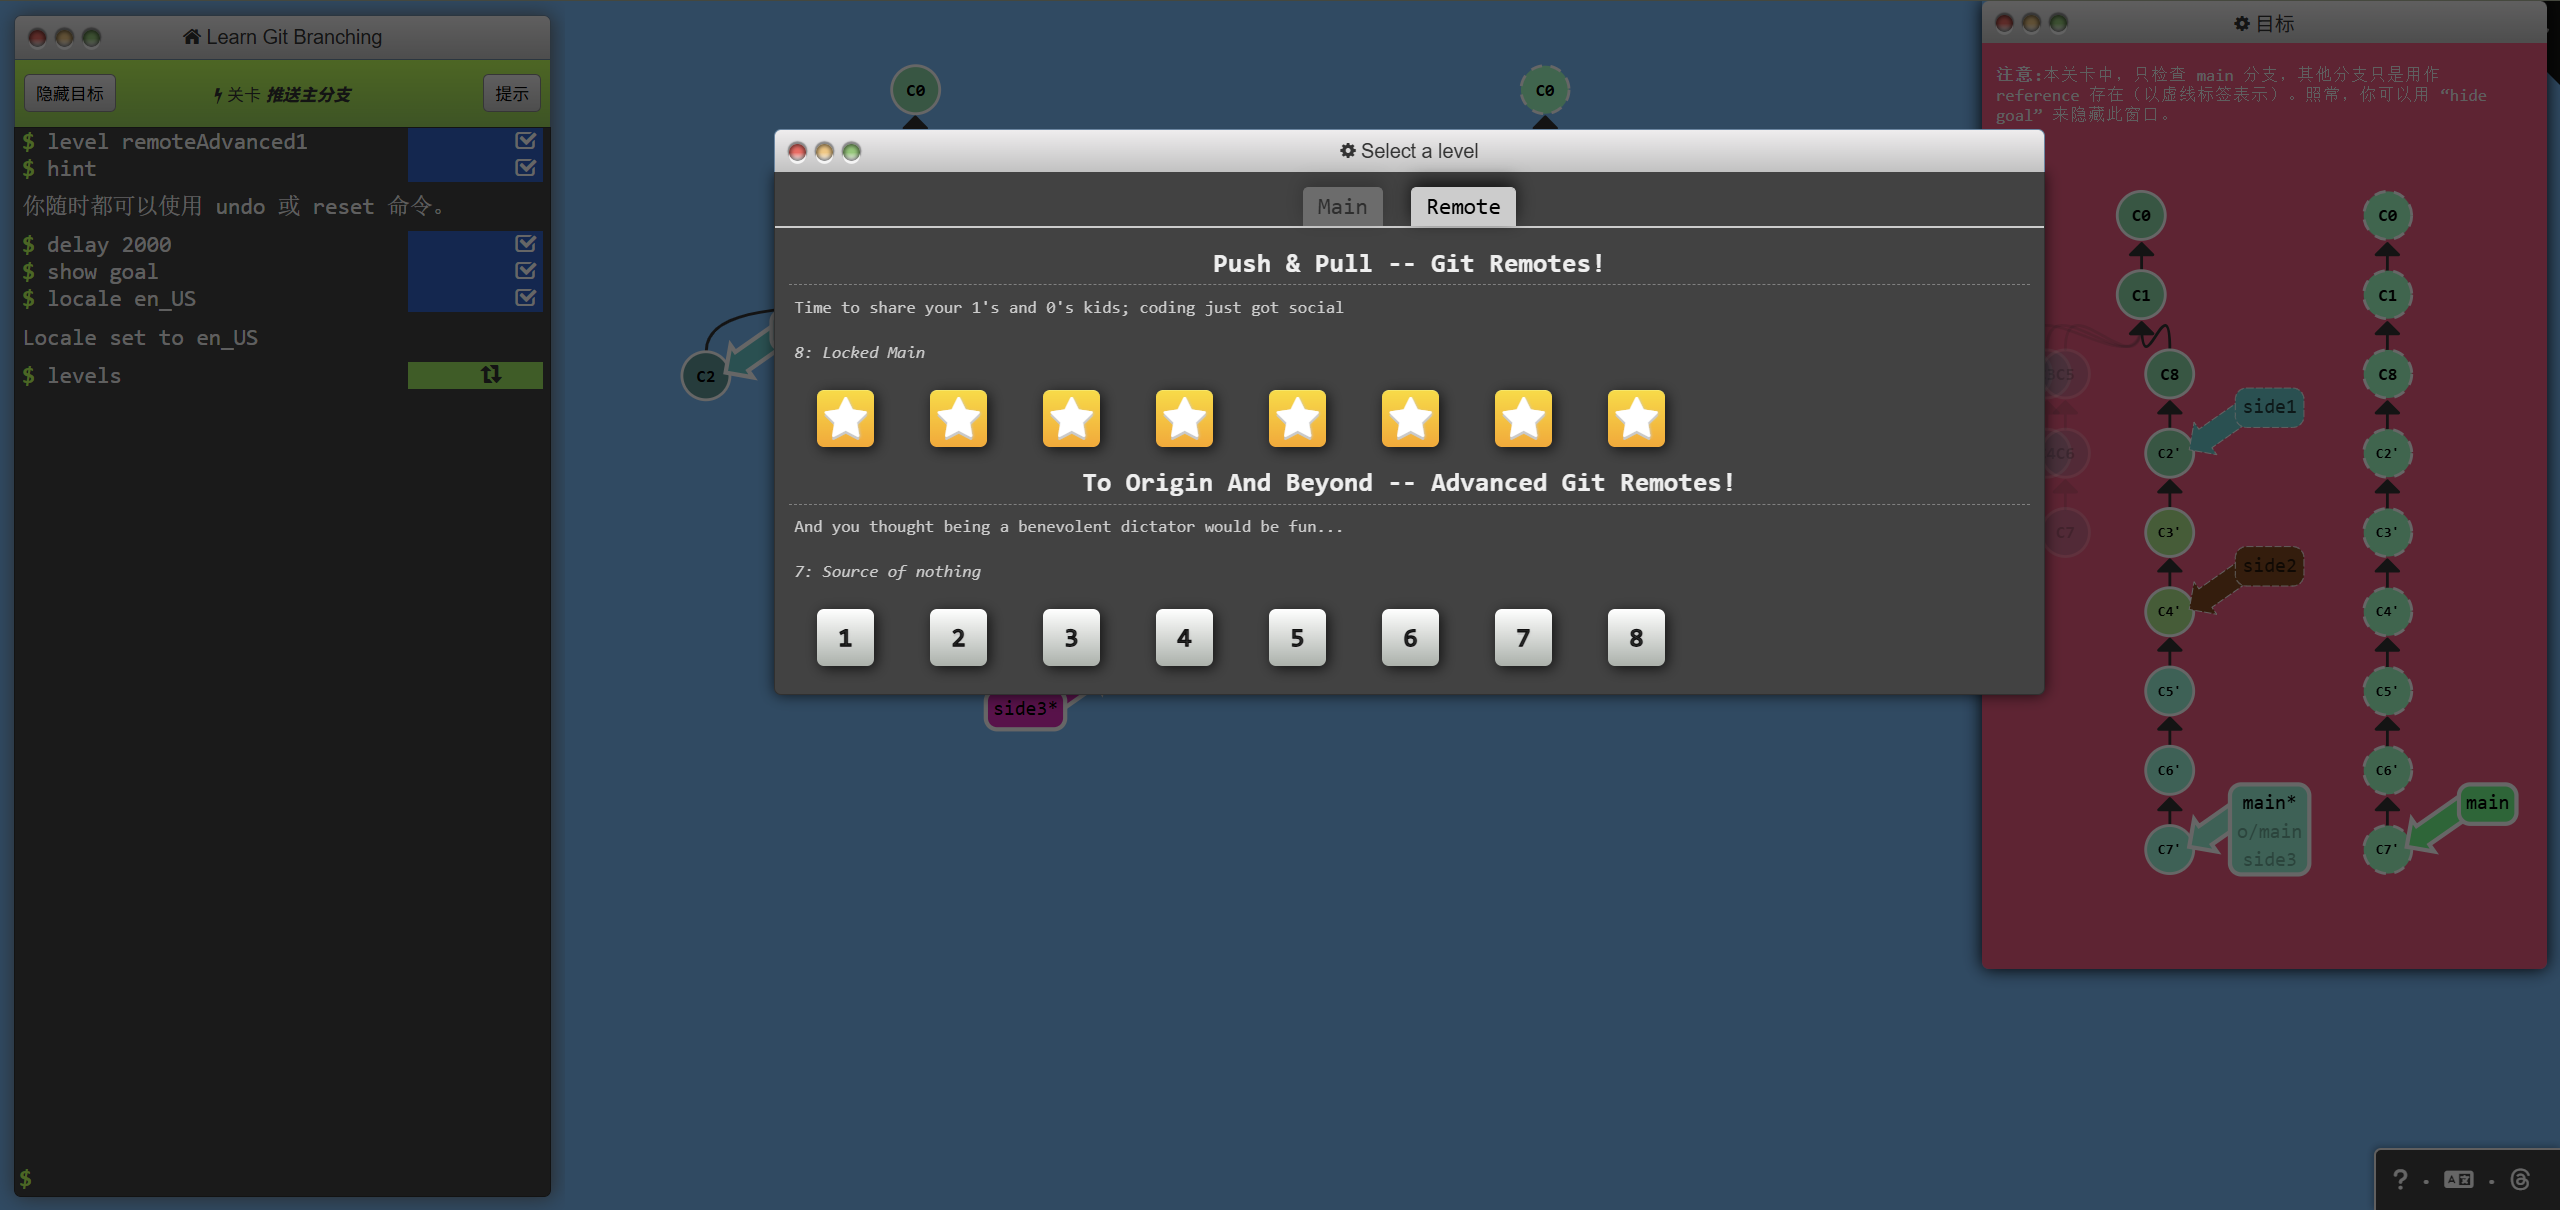 Learn Git Branching
隐藏目标
关卡 推送主分支
提示
$ level remoteAdvanced1
$ hint
你随时都可以使用 undo 或 reset 命令。
$ delay 2000
$ show goal
$ locale en_US
Locale set to en_US
$ levels
$
C0
C0
C2
side3*
Select a level
Main
Remote
Push & Pull -- Git Remotes!
Time to share your 1's and 0's kids; coding just got social
8: Locked Main
To Origin And Beyond -- Advanced Git Remotes!
And you thought being a benevolent dictator would be fun...
7: Source of nothing
1 2 3 4 5 6 7 8
目标
注意:本关卡中，只检查 main 分支，其他分支只是用作
reference 存在（以虚线标签表示）。照常，你可以用 “hide
goal” 来隐藏此窗口。
C0
C1
C5
C8
side1
C6
C2'
C7
C3'
side2
C4'
C5'
C6'
main*
o/main
side3
C7'
C0
C1
C8
C2'
C3'
C4'
C5'
C6'
main
C7'
?